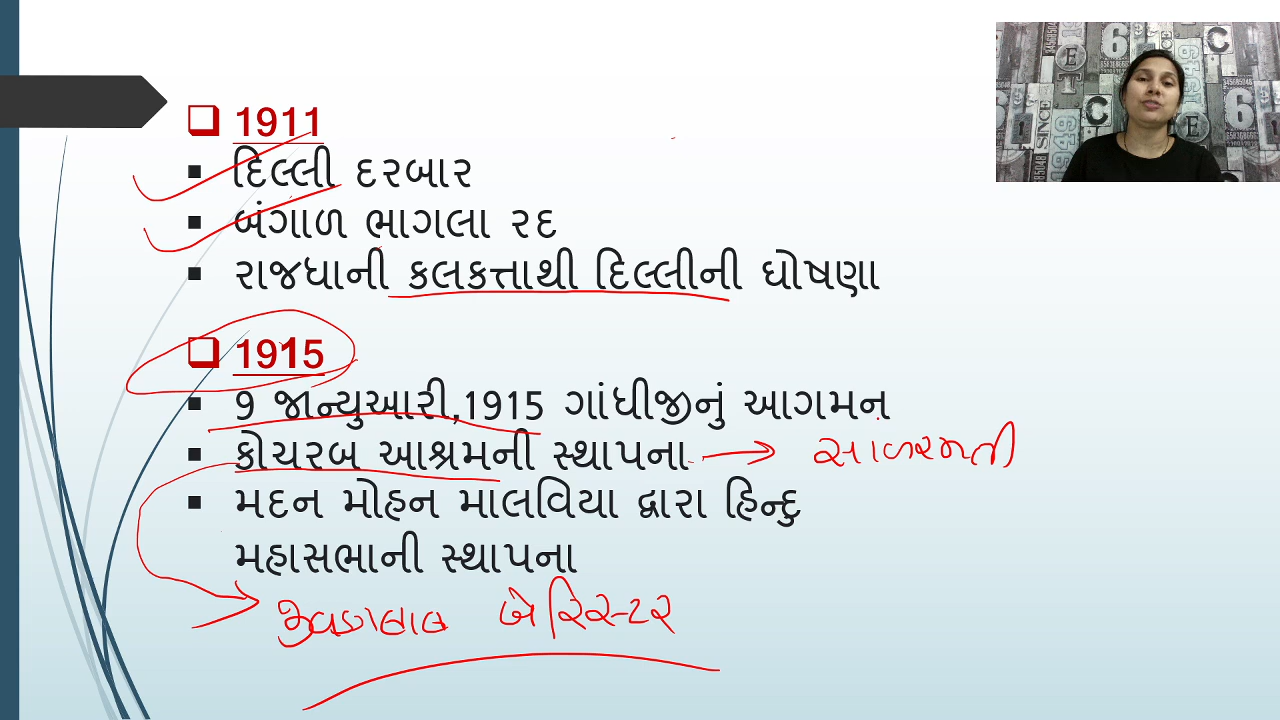 1911
દિલ્લી દરબાર
બંગાળ ભાગલા રદ
રાજધાની કલકત્તાથી દિલ્લીની ઘોષણા
1915
9 જાન્યુઆરી,1915 ગાંધીજીનું આગમન
કોચરબ આશ્રમની સ્થાપના → સાબરમતી
મદન મોહન માલવિયા દ્વારા હિન્દુ
મહાસભાની સ્થાપના
જીવણલાલ બેરિસ્ટર